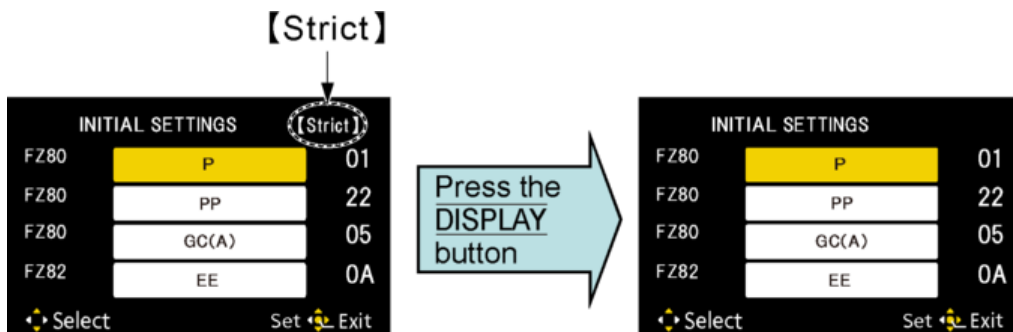 【Strict】
INITIAL SETTINGS 【Strict】
FZ80 P 01
FZ80 PP 22
FZ80 GC(A) 05
FZ82 EE 0A
Select Set Exit
Press the
DISPLAY
button
INITIAL SETTINGS
FZ80 P 01
FZ80 PP 22
FZ80 GC(A) 05
FZ82 EE 0A
Select Set Exit